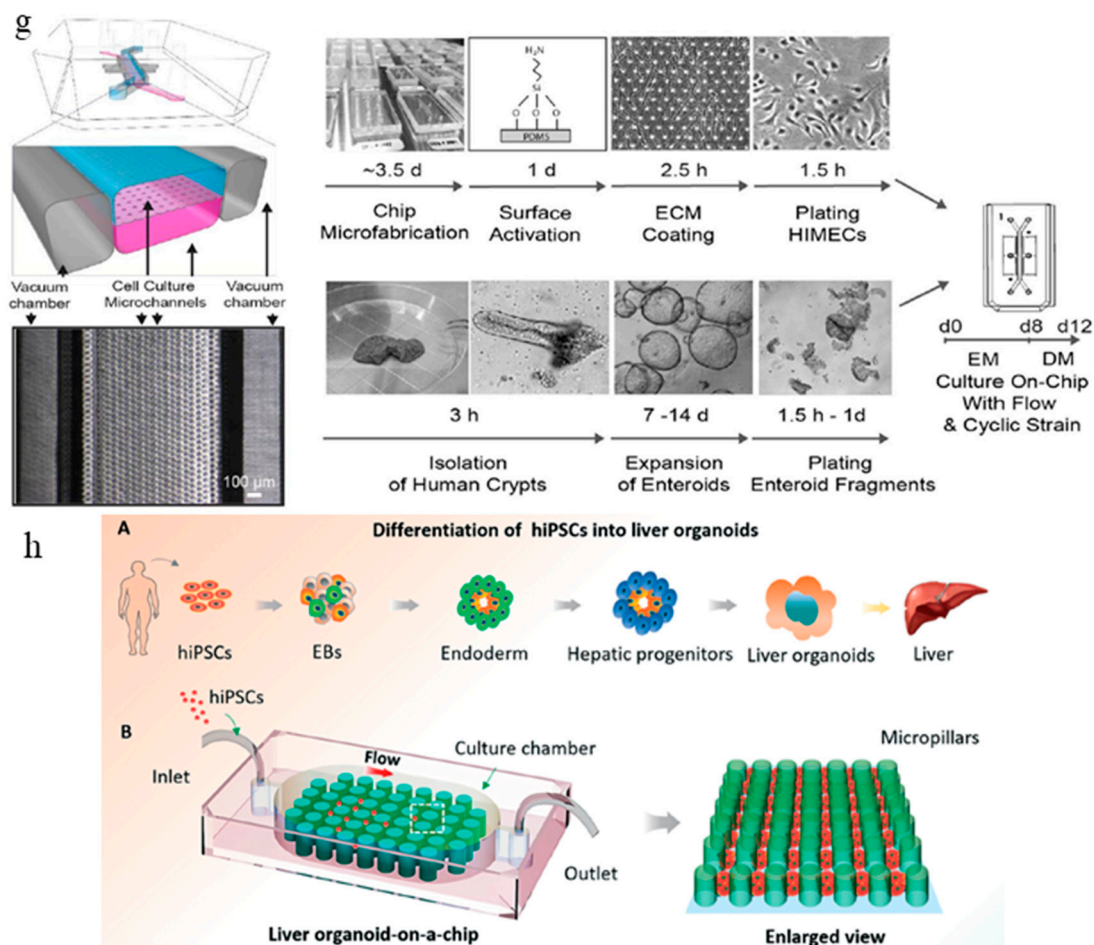 g
Vacuum chamber
Cell Culture Microchannels
Vacuum chamber
100 µm
H₂N
Si
O O O
PDMS
~3.5 d
1 d
2.5 h
1.5 h
Chip Microfabrication
Surface Activation
ECM Coating
Plating HIMECs
3 h
7 -14 d
1.5 h - 1d
Isolation of Human Crypts
Expansion of Enteroids
Plating Enteroid Fragments
1
d0 d8 d12
EM DM
Culture On-Chip
With Flow
& Cyclic Strain
h
A
Differentiation of hiPSCs into liver organoids
hiPSCs
EBs
Endoderm
Hepatic progenitors
Liver organoids
Liver
B
hiPSCs
Inlet
Flow
Culture chamber
Outlet
Micropillars
Liver organoid-on-a-chip
Enlarged view